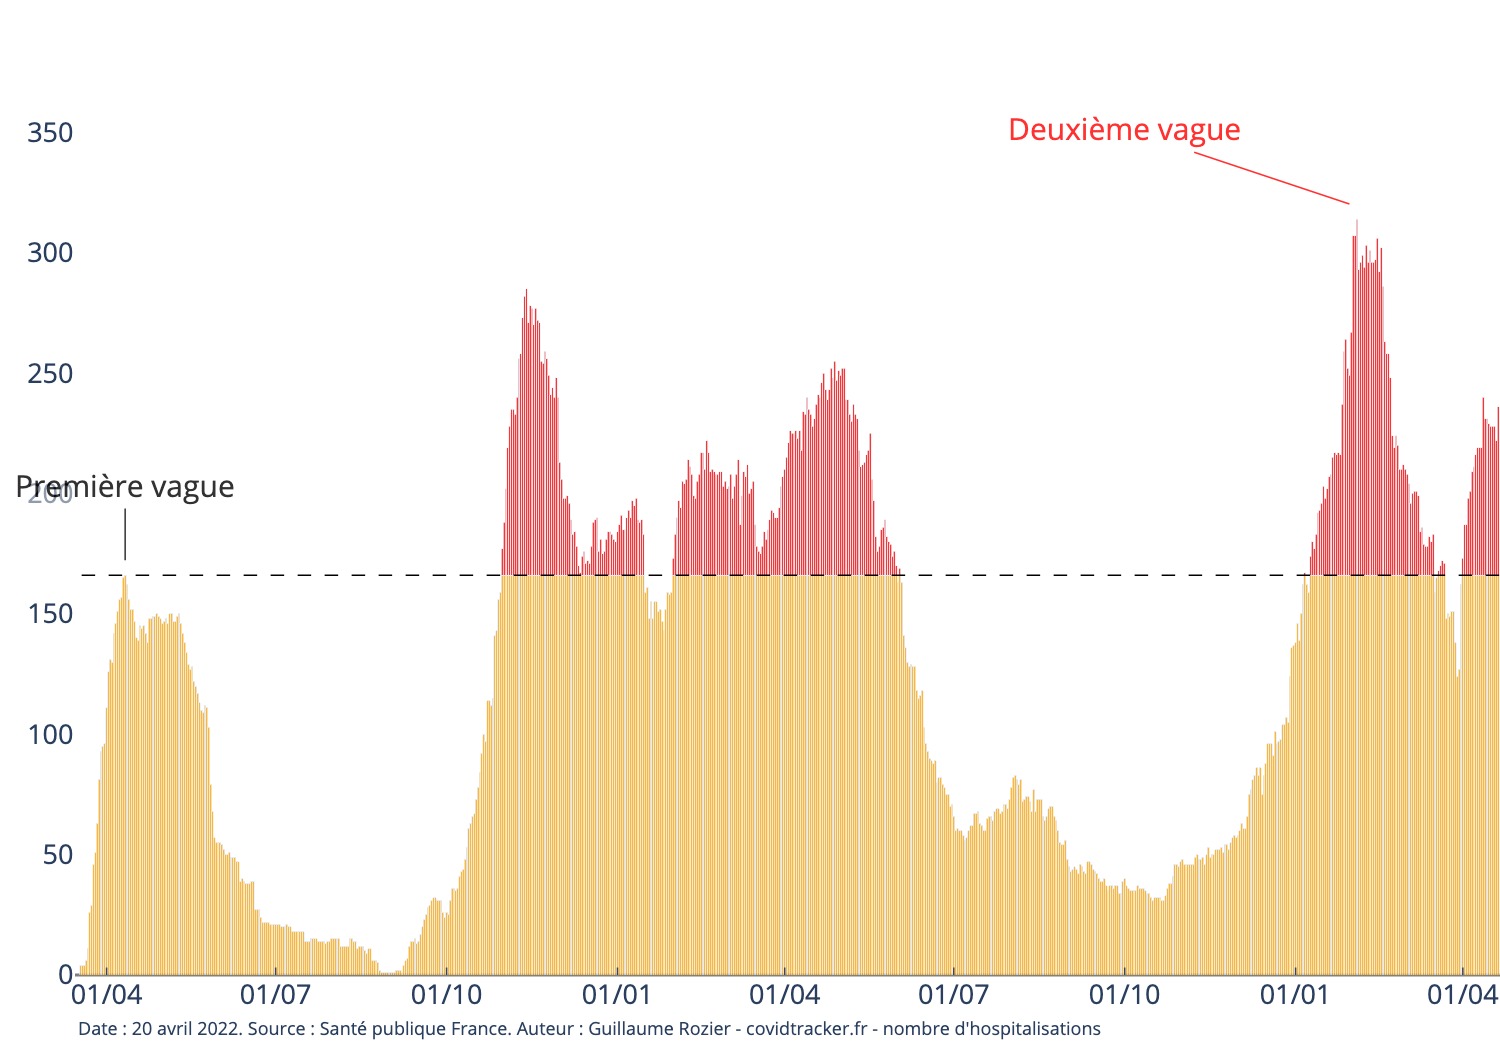 350
Deuxième vague
300
250
Première vague
200
150
100
50
0
01/04 01/07 01/10 01/01 01/04 01/07 01/10 01/01 01/04
Date : 20 avril 2022. Source : Santé publique France. Auteur : Guillaume Rozier - covidtracker.fr - nombre d'hospitalisations